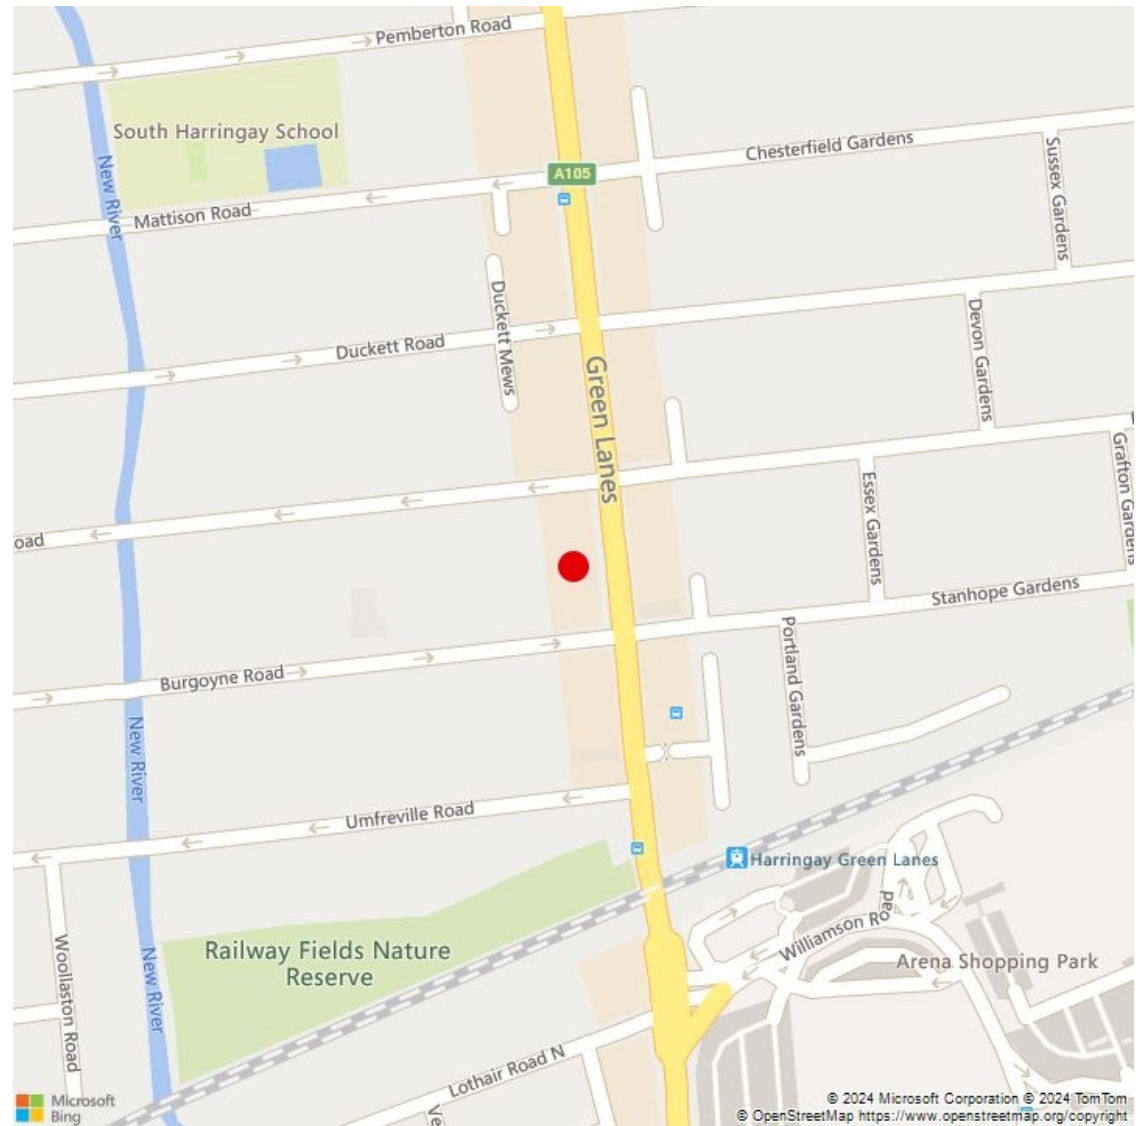 Pemberton Road
South Harringay School
Chesterfield Gardens
Sussex Gardens
A105
New River
Mattison Road
Duckett Mews
Duckett Road
Devon Gardens
Green Lanes
Grafton Gardens
Essex Gardens
oad
Stanhope Gardens
Portland Gardens
Burgoyne Road
New River
Umfreville Road
Harringay Green Lanes
Williamson Road
Railway Fields Nature
Reserve
Arena Shopping Park
Woollaston Road
New River
Lothair Road N
Ve
Microsoft
Bing
© 2024 Microsoft Corporation © 2024 TomTom
© OpenStreetMap https://www.openstreetmap.org/copyright